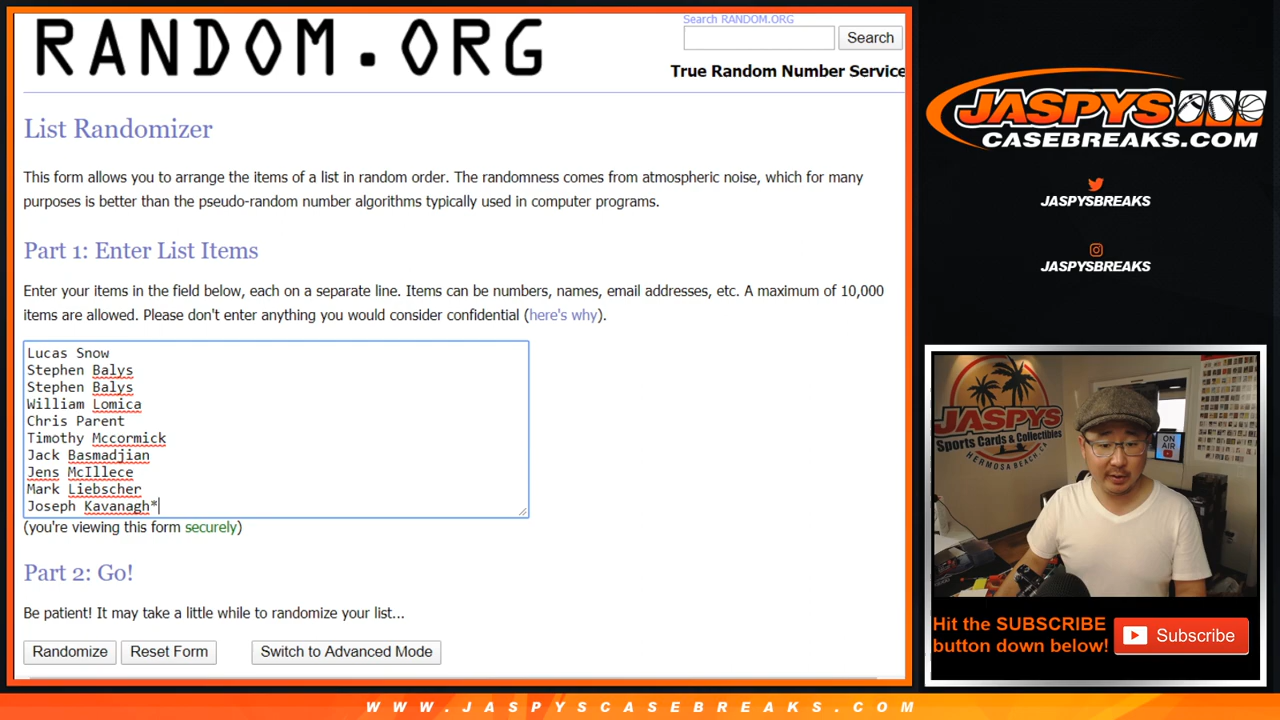 RANDOM.ORG
Search RANDOM.ORG
Search
True Random Number Service
List Randomizer
This form allows you to arrange the items of a list in random order. The randomness comes from atmospheric noise, which for many
purposes is better than the pseudo-random number algorithms typically used in computer programs.
Part 1: Enter List Items
Enter your items in the field below, each on a separate line. Items can be numbers, names, email addresses, etc. A maximum of 10,000
items are allowed. Please don't enter anything you would consider confidential (here's why).
Lucas Snow
Stephen Balys
Stephen Balys
William Lomica
Chris Parent
Timothy Mccormick
Jack Basmadjian
Jens McIllece
Mark Liebscher
Joseph Kavanagh*
(you're viewing this form securely)
Part 2: Go!
Be patient! It may take a little while to randomize your list...
Randomize
Reset Form
Switch to Advanced Mode
JASPYS
CASEBREAKS.COM
JASPYSBREAKS
JASPYSBREAKS
JASPYS
Sports Cards & Collectibles
HERMOSA BEACH, CA
ON
AIR
Hit the SUBSCRIBE
button down below!
Subscribe
WWW.JASPYSCASEBREAKS.COM